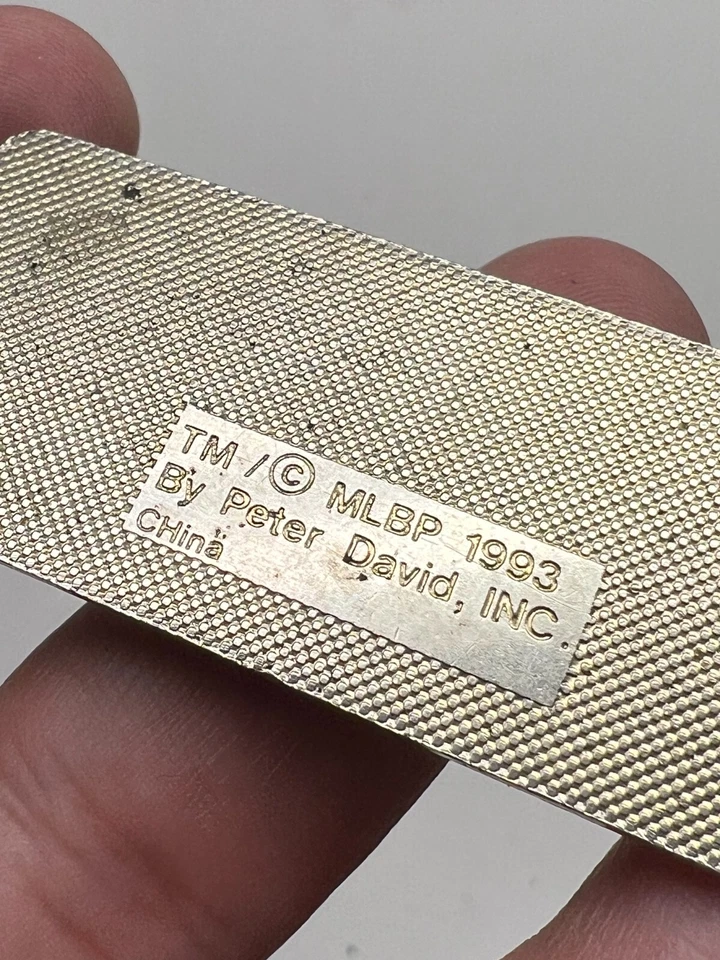 TM/© MLBP 1993
By Peter David, INC.
CHina